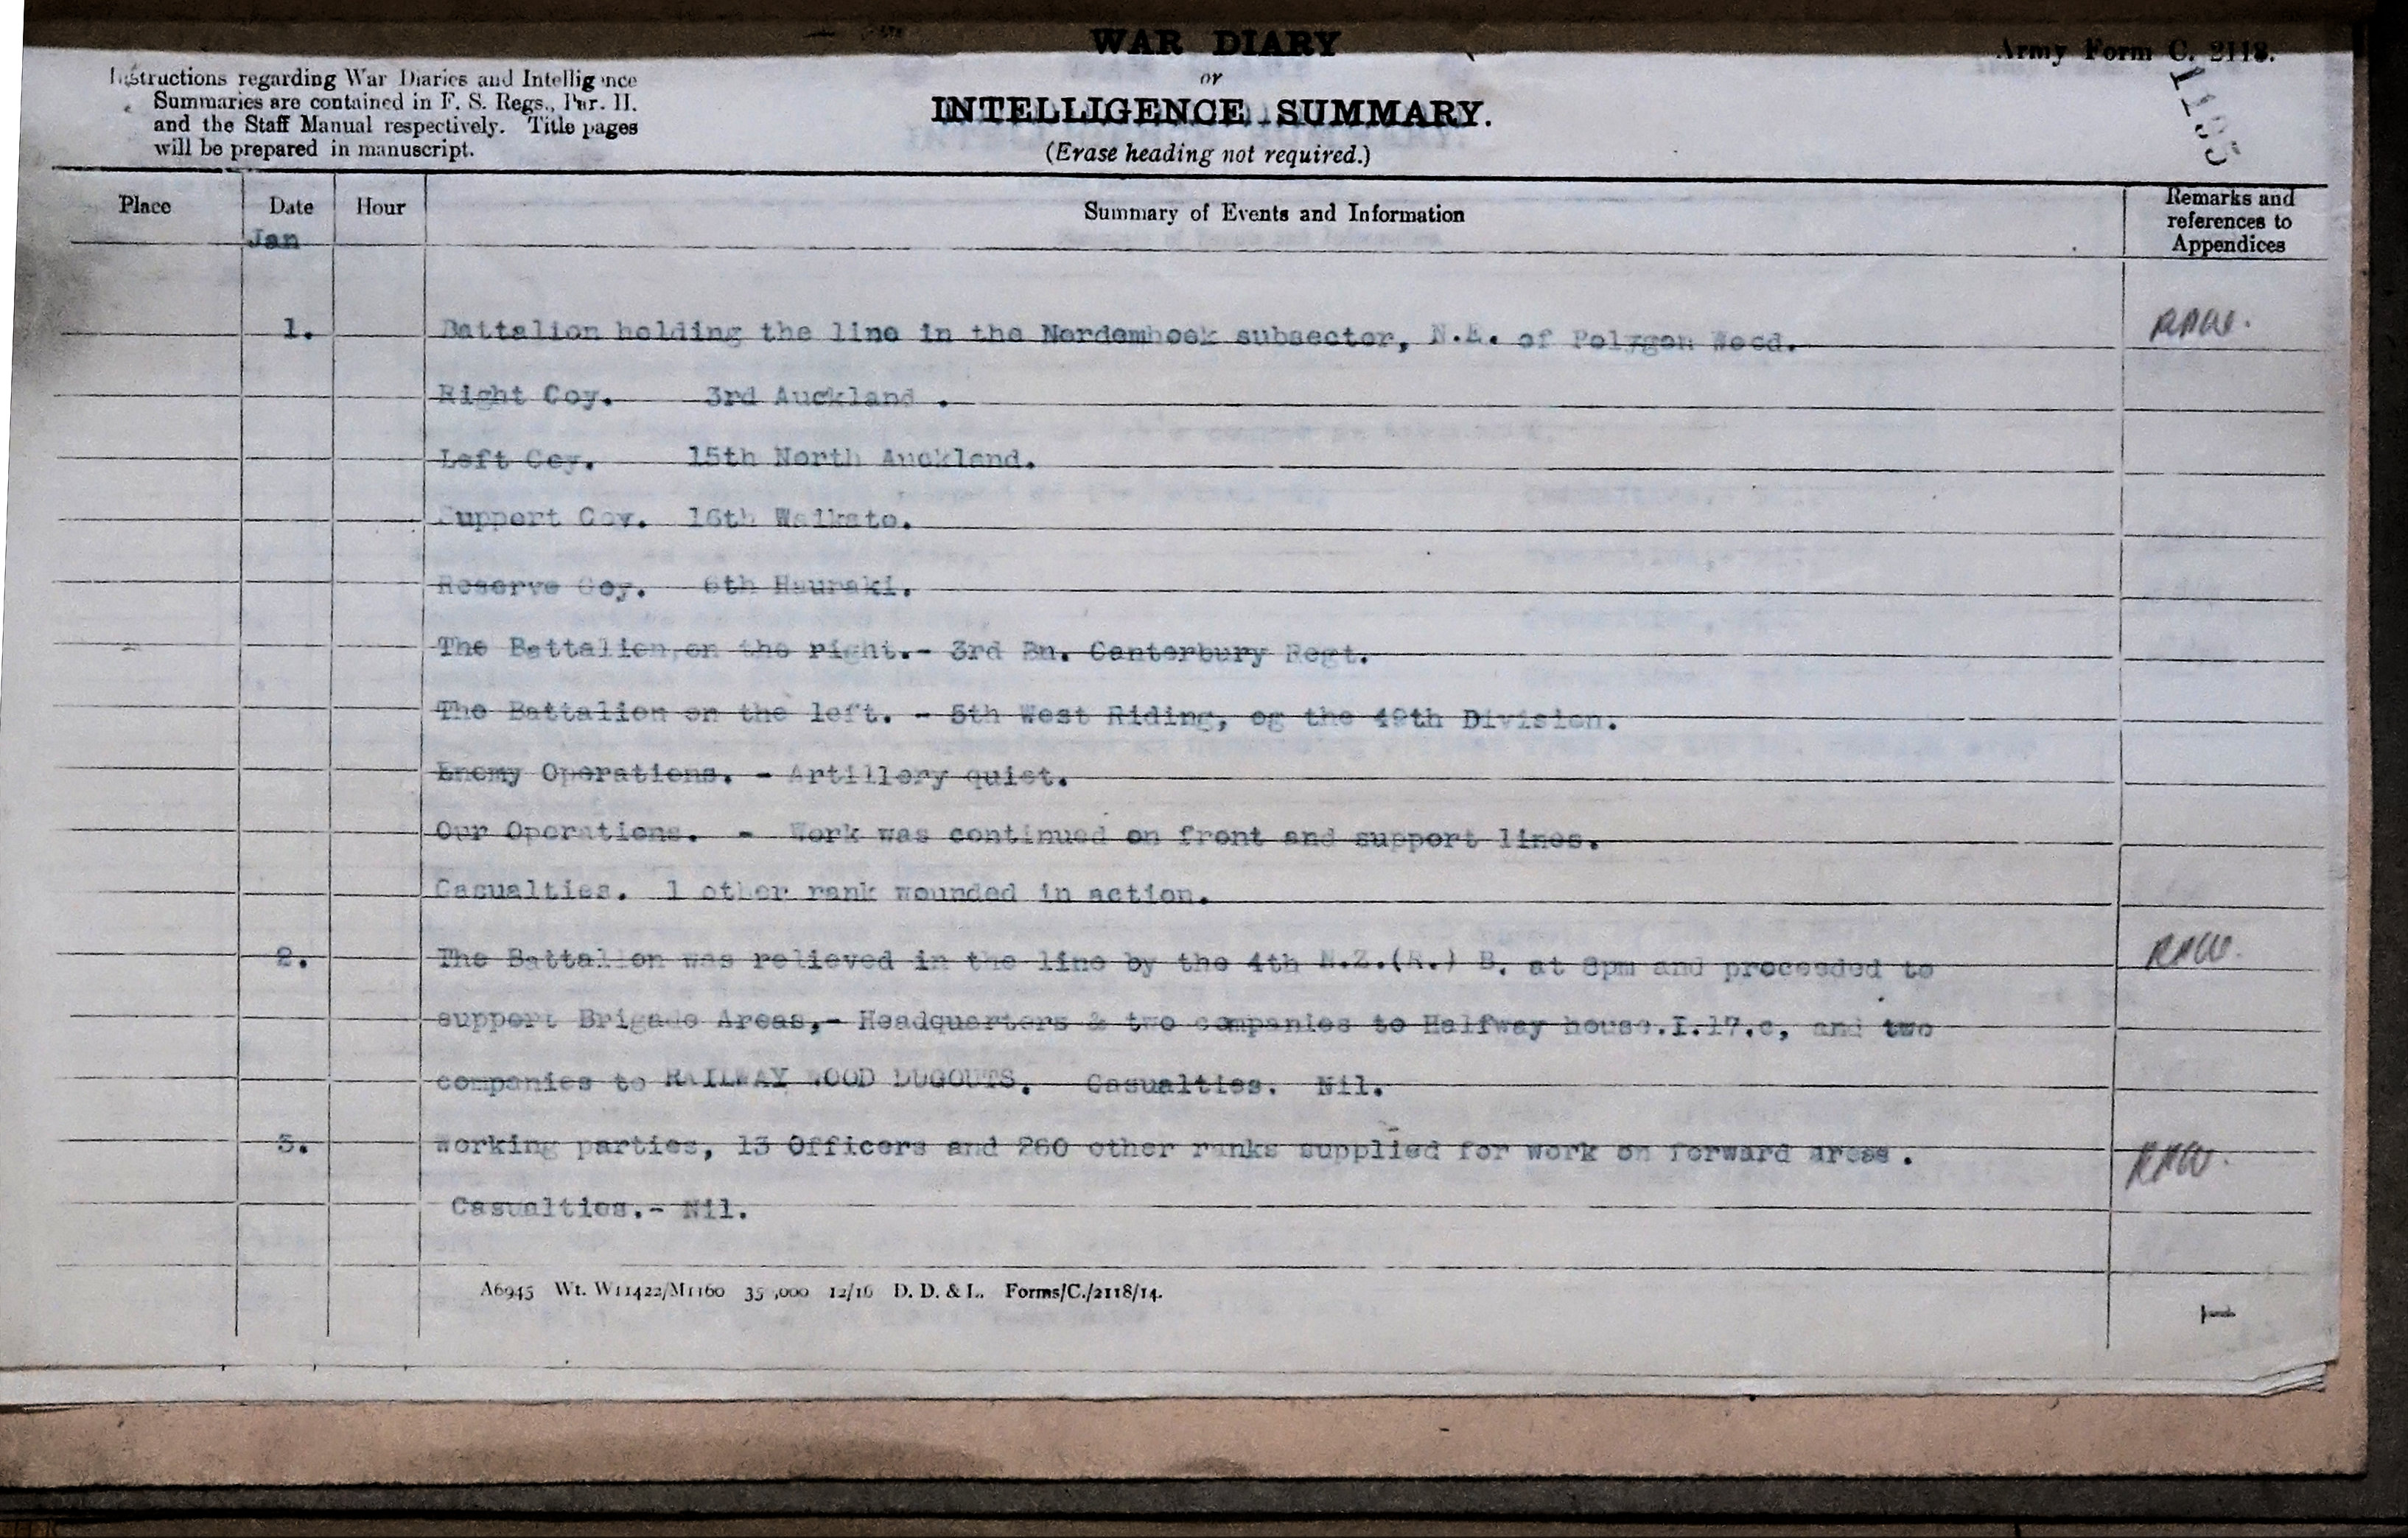 WAR DIARY
or
INTELLIGENCE SUMMARY.
(Erase heading not required.)
Army Form C. 2118.
Instructions regarding War Diaries and Intelligence
Summaries are contained in F. S. Regs., Par. II.
and the Staff Manual respectively. Title pages
will be prepared in manuscript.
Place Date Hour Summary of Events and Information Remarks and references to Appendices
Jan
1. Battalion holding the line in the Nordemhoek subsector, N.E. of Polygon Wood.
Right Coy. 3rd Auckland .
Left Coy. 15th North Auckland.
Support Coy. 16th Waikato.
Reserve Coy. 6th Hauraki.
The Battalion on the right.- 3rd Bn. Canterbury Regt.
The Battalion on the left. - 5th West Riding, og the 49th Division.
Enemy Operations. - Artillery quiet.
Our Operations. - Work was continued on front and support lines.
Casualties. 1 other rank wounded in action.
2. The Battalion was relieved in the line by the 4th N.Z.(R.) B. at 8pm and proceeded to
support Brigade Areas,- Headquarters & two companies to Halfway house.I.17.c, and two
companies to RAILWAY WOOD DUGOUTS. Casualties. Nil.
3. Working parties, 13 Officers and 260 other ranks supplied for work on forward areas.
Casualties.- Nil.
A6945 Wt. W11422/M1160 35 ,000 12/16 D. D. & L. Forms/C./2118/14.
1